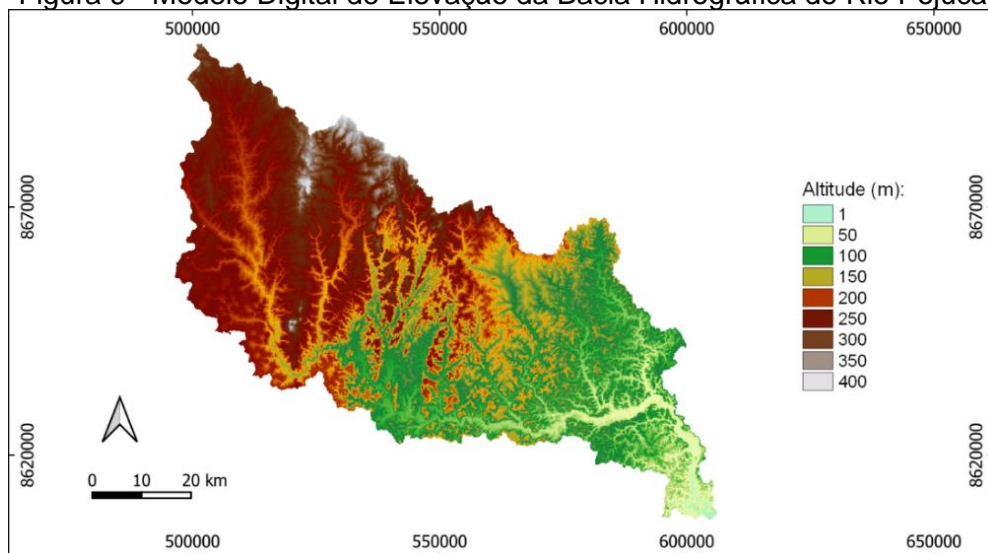 Figura 6 - Modelo Digital de Elevação da Bacia Hidrográfica do Rio Pojuca
500000 550000 600000 650000
8670000
8670000
Altitude (m):
1
50
100
150
200
250
300
350
400
8620000
8620000
0 10 20 km
500000 550000 600000 650000